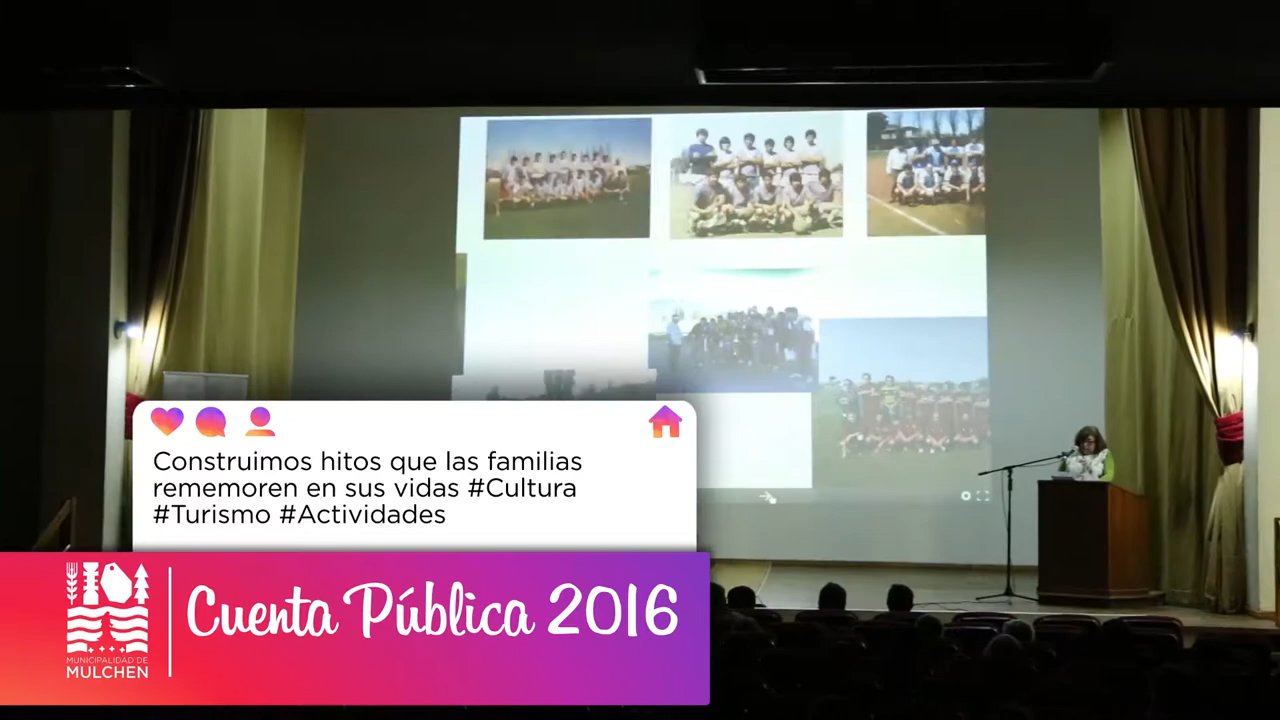 Construimos hitos que las familias
rememoren en sus vidas #Cultura
#Turismo #Actividades
Cuenta Pública 2016
MUNICIPALIDAD DE
MULCHEN